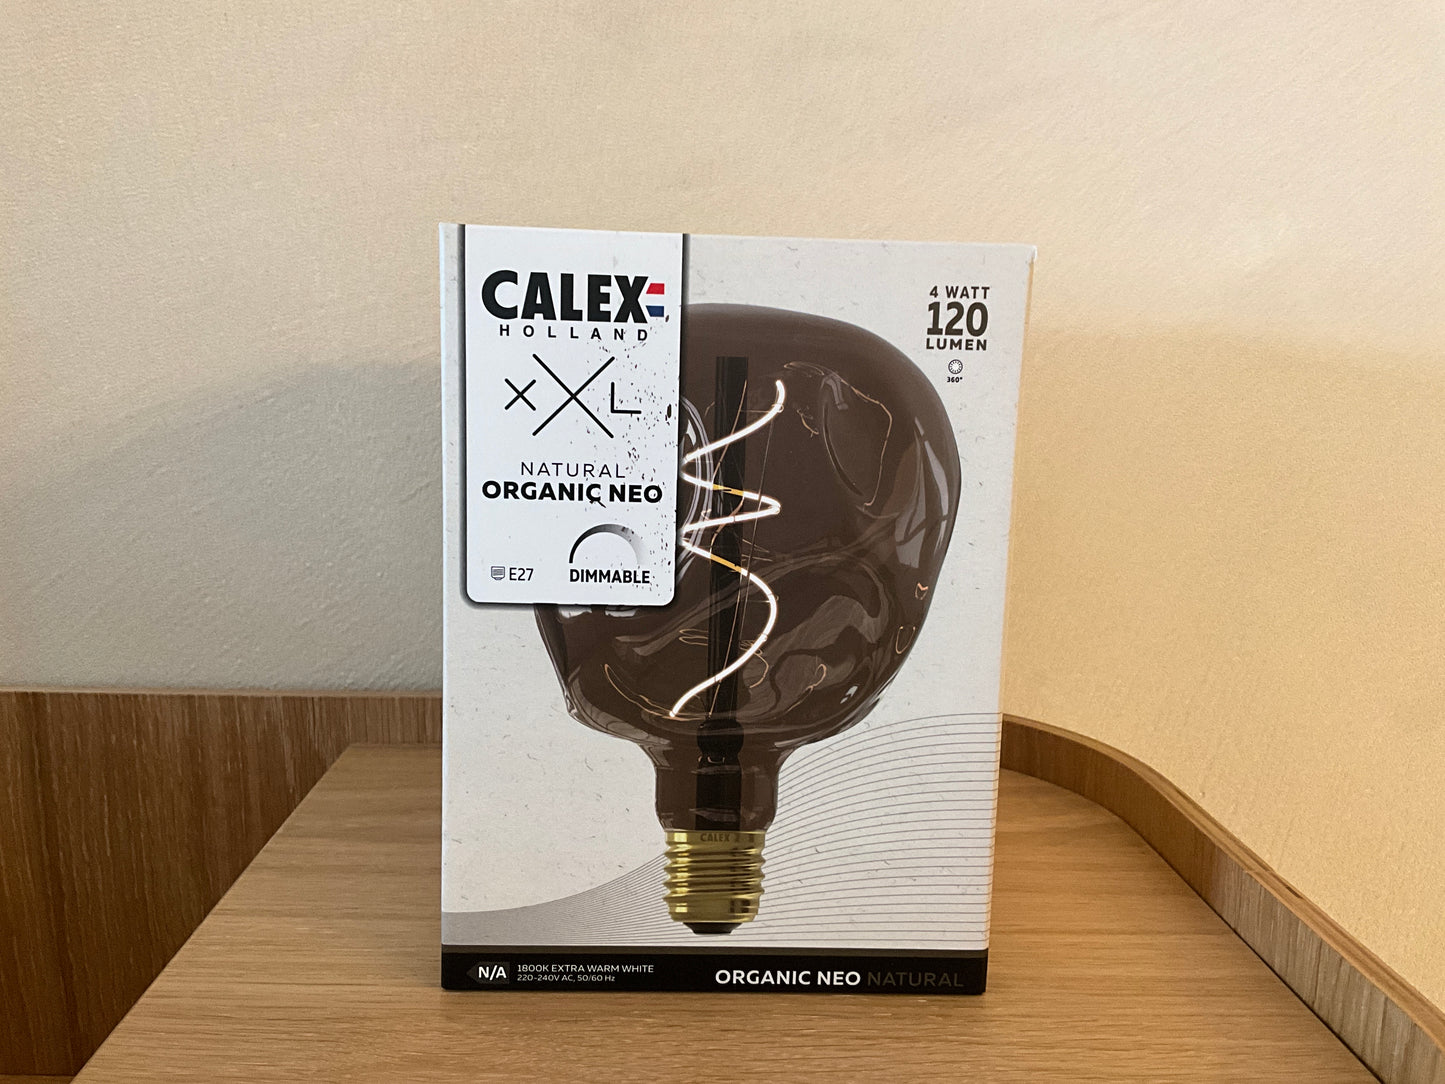 CALEX
HOLLAND
XXL
NATURAL
ORGANIC NEO
E27
DIMMABLE
4 WATT
120
LUMEN
360°
CALEX
N/A
1800K EXTRA WARM WHITE
220-240V AC, 50/60 Hz
ORGANIC NEO NATURAL